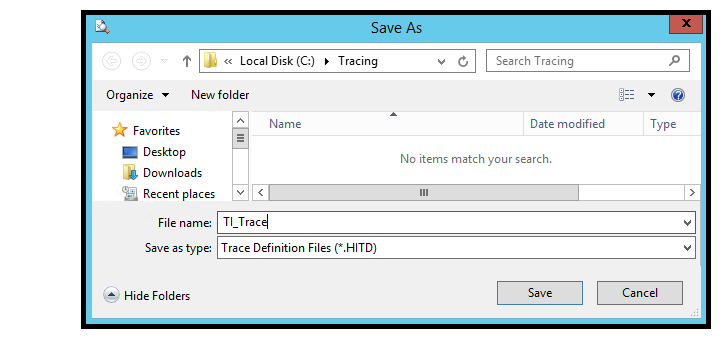 Save As
x
« Local Disk (C:) Tracing Search Tracing
Organize New folder
?
Favorites
Desktop
Downloads
Recent places
Name Date modified Type
No items match your search.
File name: TI_Trace
Save as type: Trace Definition Files (*.HITD)
Hide Folders Save Cancel